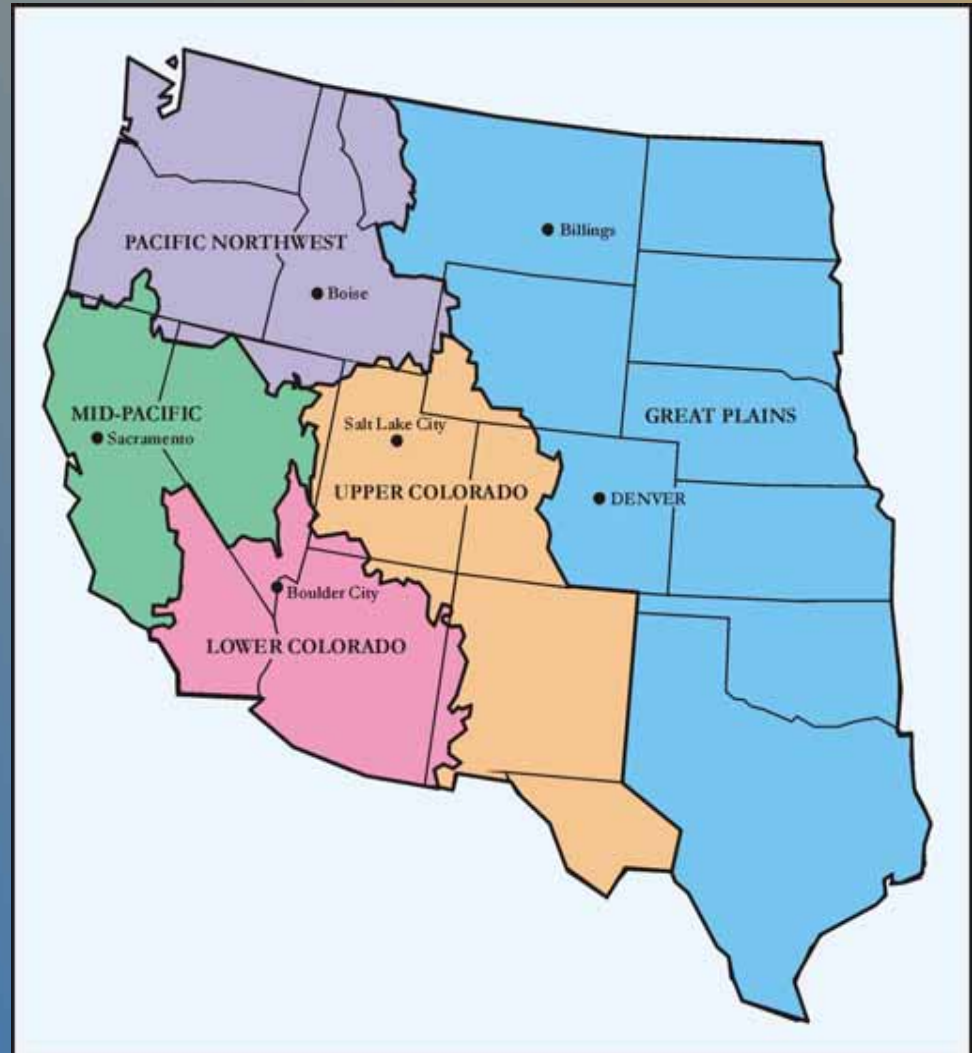 PACIFIC NORTHWEST
Billings
Boise
MID-PACIFIC
Sacramento
Salt Lake City
GREAT PLAINS
UPPER COLORADO
DENVER
Boulder City
LOWER COLORADO